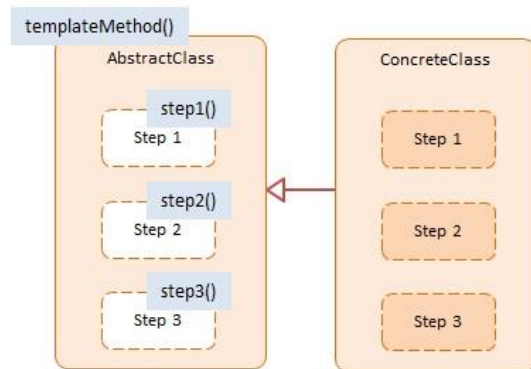 templateMethod()
AbstractClass
step1()
Step 1
step2()
Step 2
step3()
Step 3
ConcreteClass
Step 1
Step 2
Step 3